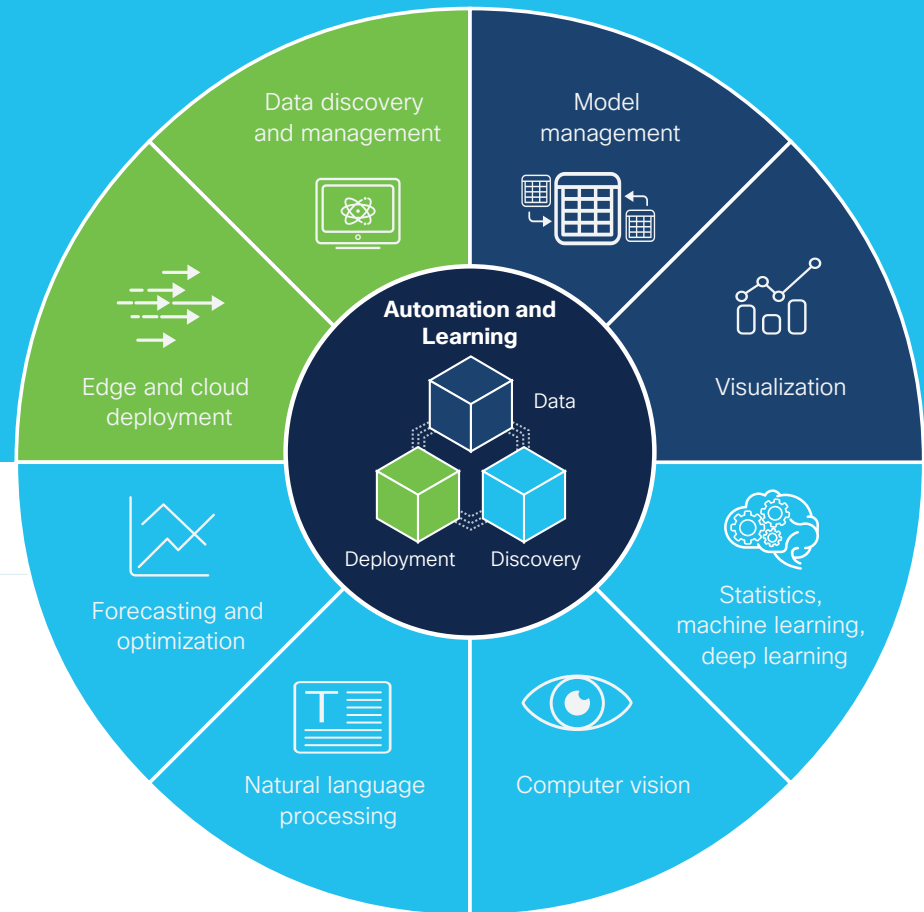 Data discovery
and management
Model
management
Edge and cloud
deployment
Visualization
Automation and
Learning
Data
Deployment
Discovery
Forecasting and
optimization
Statistics,
machine learning,
deep learning
T
Natural language
processing
Computer vision